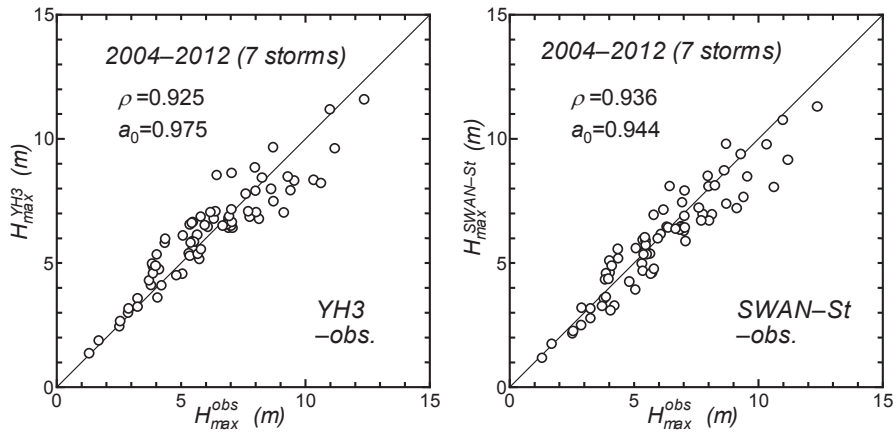 2004–2012 (7 storms)
ρ=0.925
a0=0.975
15
10
5
0
H_max^YH3 (m)
YH3
–obs.
0 5 10 15
H_max^obs (m)
2004–2012 (7 storms)
ρ=0.936
a0=0.944
15
10
5
0
H_max^SWAN–St (m)
SWAN–St
–obs.
0 5 10 15
H_max^obs (m)